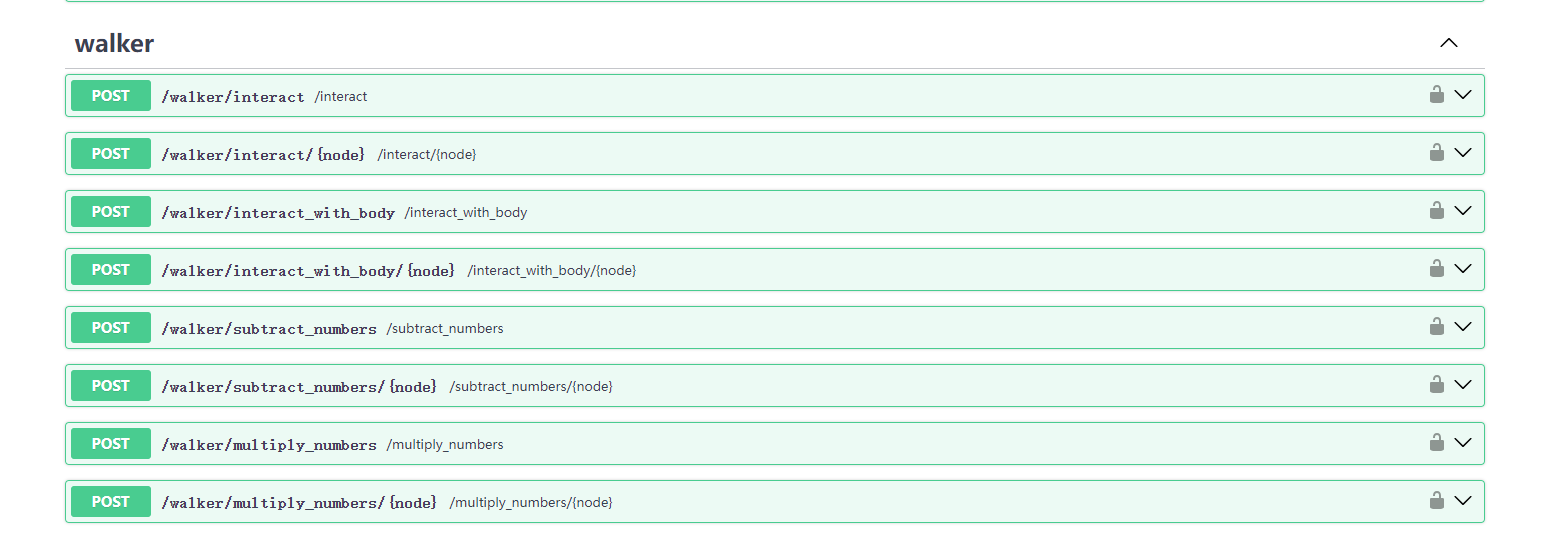 walker
POST /walker/interact /interact
POST /walker/interact/{node} /interact/{node}
POST /walker/interact_with_body /interact_with_body
POST /walker/interact_with_body/{node} /interact_with_body/{node}
POST /walker/subtract_numbers /subtract_numbers
POST /walker/subtract_numbers/{node} /subtract_numbers/{node}
POST /walker/multiply_numbers /multiply_numbers
POST /walker/multiply_numbers/{node} /multiply_numbers/{node}